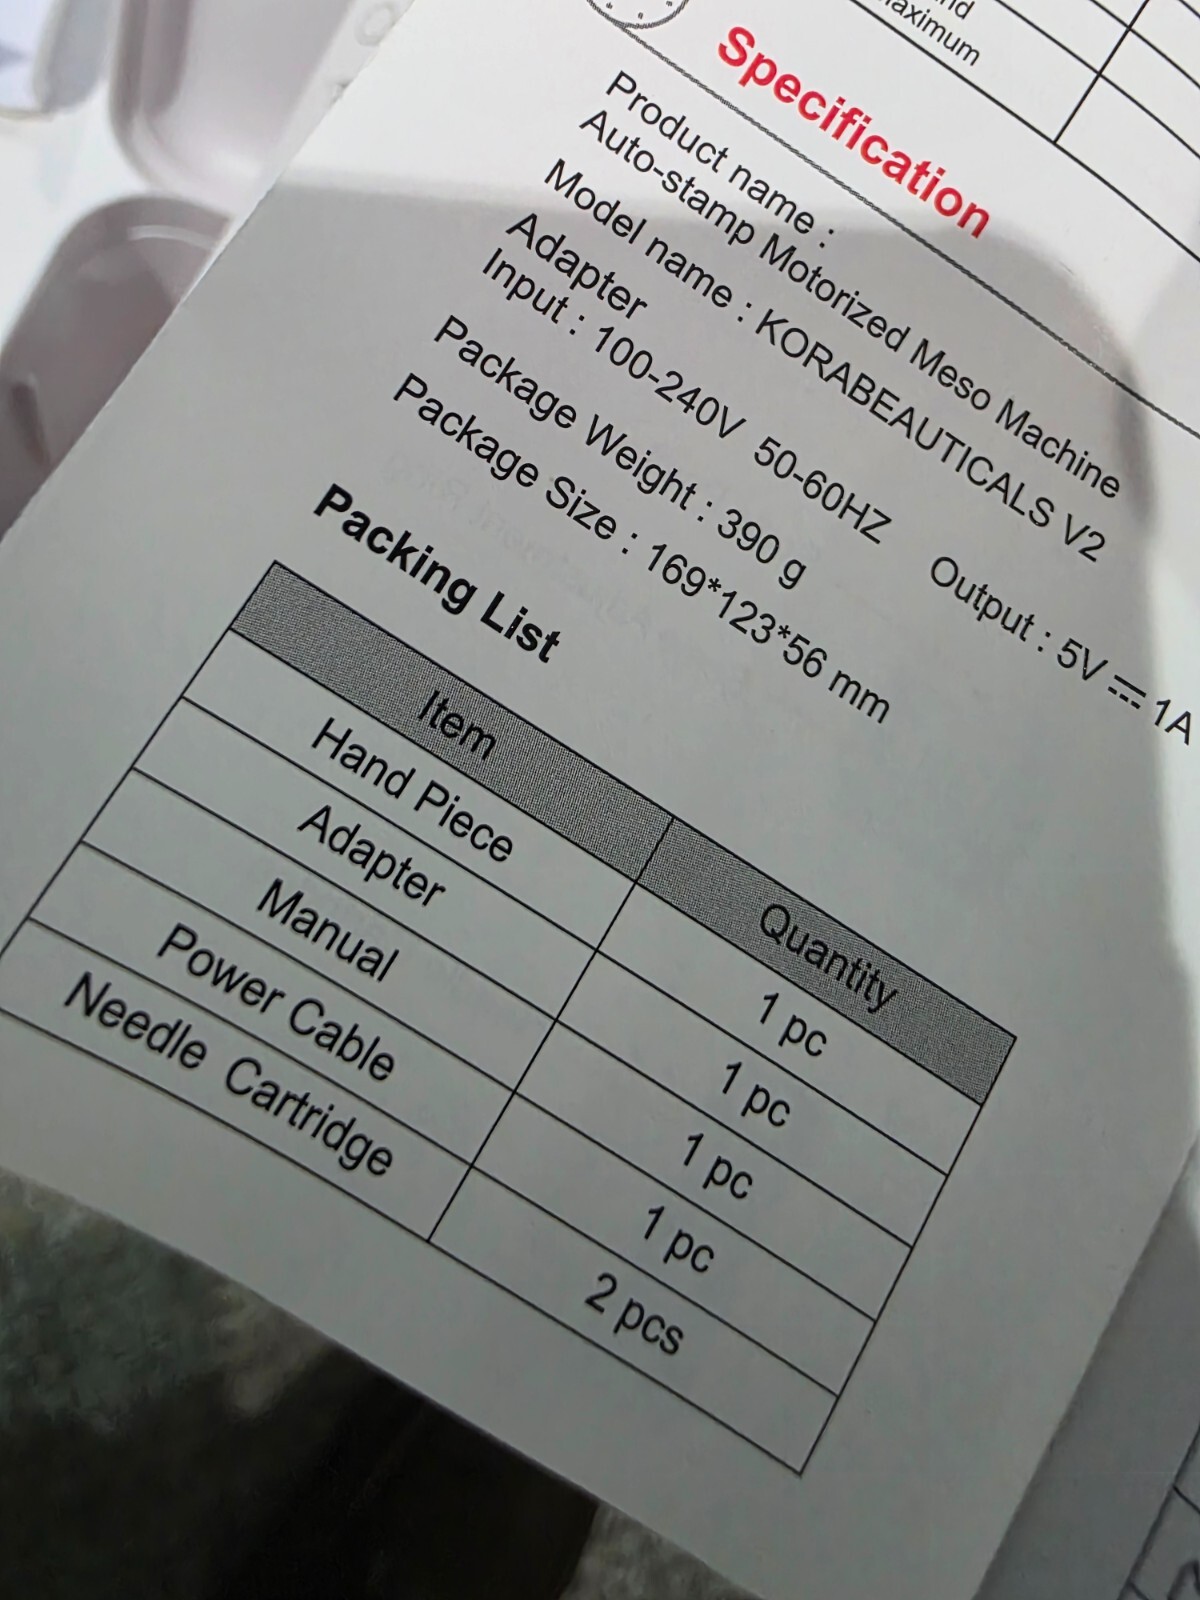 maximum
Specification
Product name :
Auto-stamp Motorized Meso Machine
Model name : KORABEAUTICALS V2
Adapter
Input : 100-240V 50-60HZ Output : 5V⎓1A
Package Weight : 390 g
Package Size : 169*123*56 mm
Packing List
Item Quantity
Hand Piece 1 pc
Adapter 1 pc
Manual 1 pc
Power Cable 1 pc
Needle Cartridge 2 pcs